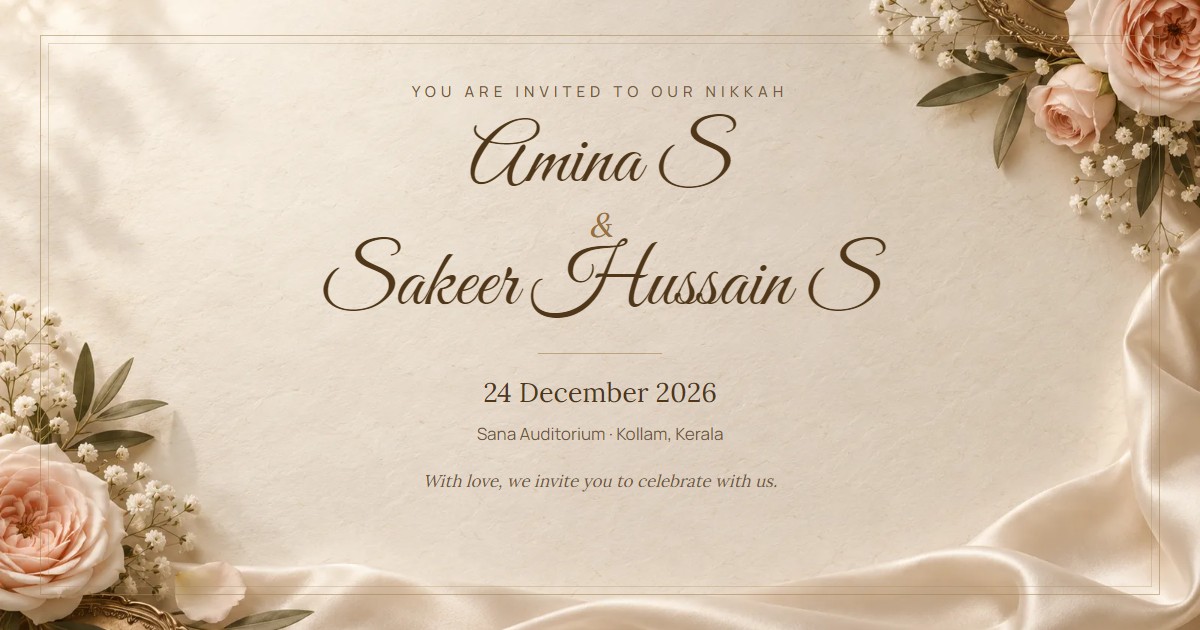 YOU ARE INVITED TO OUR NIKKAH
Amina S
&
Sakeer Hussain S
24 December 2026
Sana Auditorium · Kollam, Kerala
With love, we invite you to celebrate with us.